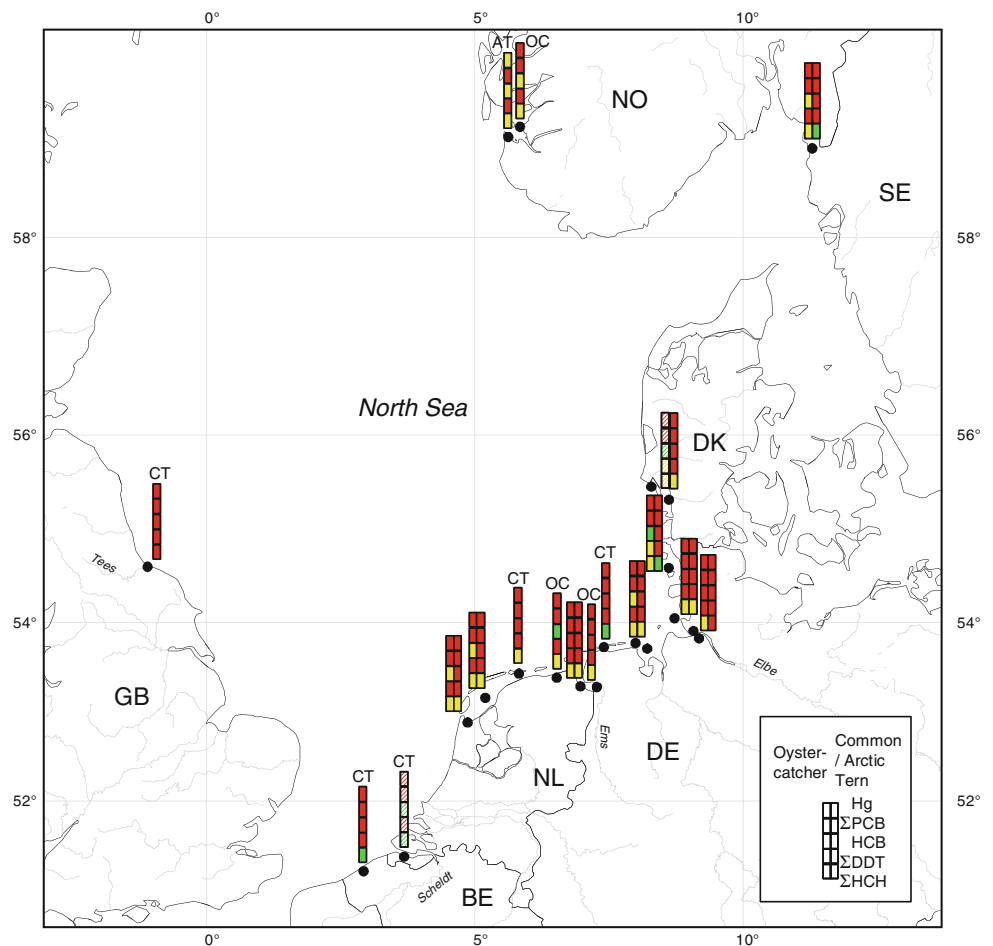 0° 5° 10°
AT OC
NO
SE
58° 58°
North Sea
56° DK 56°
CT
Tees
CT
CT OC
OC
54° 54°
Elbe
GB
Ems
DE
Oyster-
catcher
Common
/ Arctic
Tern
NL
CT CT
52° 52°
Hg
ΣPCB
HCB
ΣDDT
ΣHCH
Scheldt
BE
0° 5° 10°